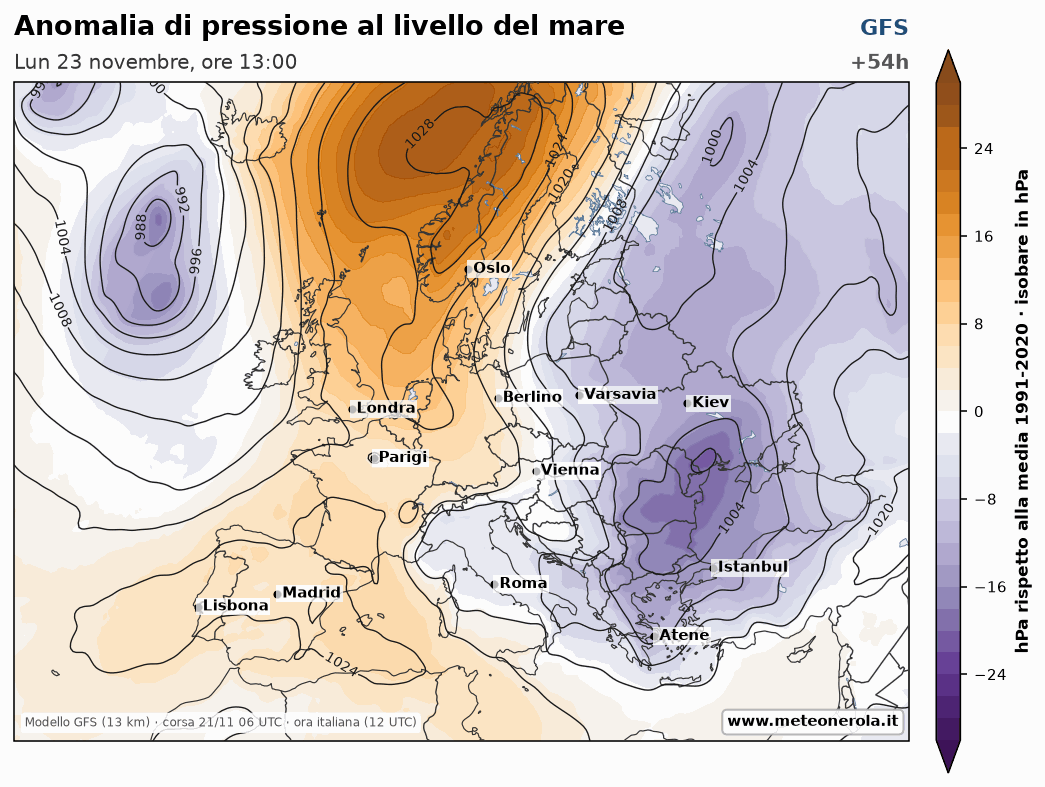 Anomalia di pressione al livello del mare
GFS
Lun 23 novembre, ore 13:00
+54h
1028
1024
1020
1000
1004
1008
992
988
996
1004
1008
Oslo
Berlino
Varsavia
Kiev
Londra
Parigi
Vienna
1004
1020
Istanbul
Roma
Madrid
Lisbona
Atene
1024
Modello GFS (13 km) · corsa 21/11 06 UTC · ora italiana (12 UTC)
www.meteonerola.it
24
16
8
0
−8
−16
−24
hPa rispetto alla media 1991-2020 · isobare in hPa